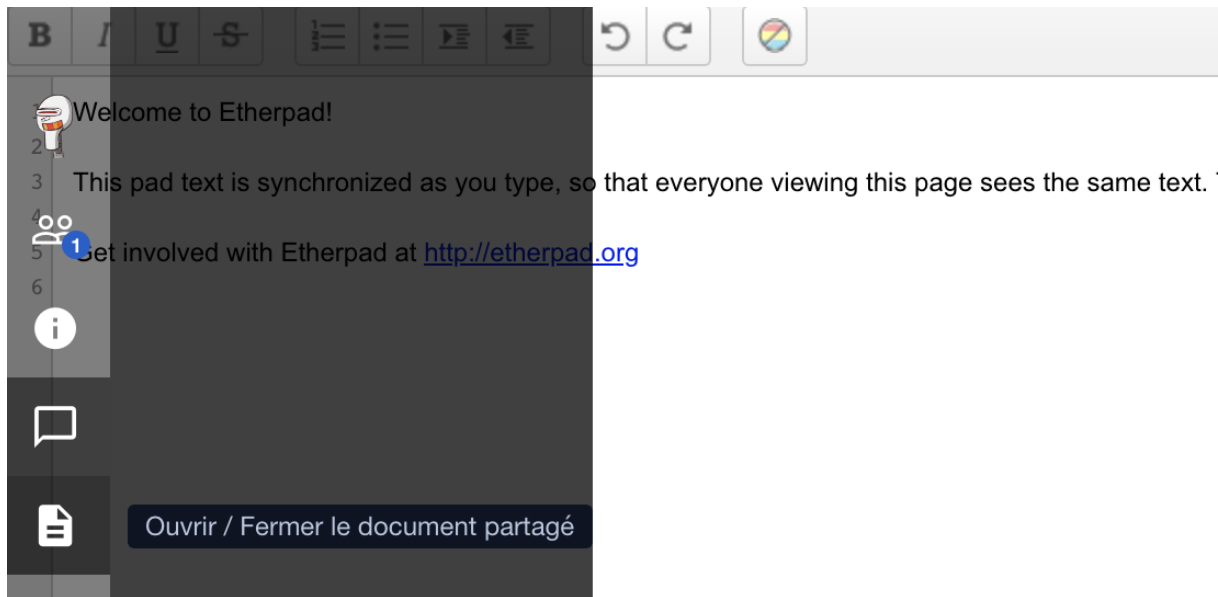 B I U S
1 Welcome to Etherpad!
2
3 This pad text is synchronized as you type, so that everyone viewing this page sees the same text.
4
1
5 Get involved with Etherpad at http://etherpad.org
6
Ouvrir / Fermer le document partagé